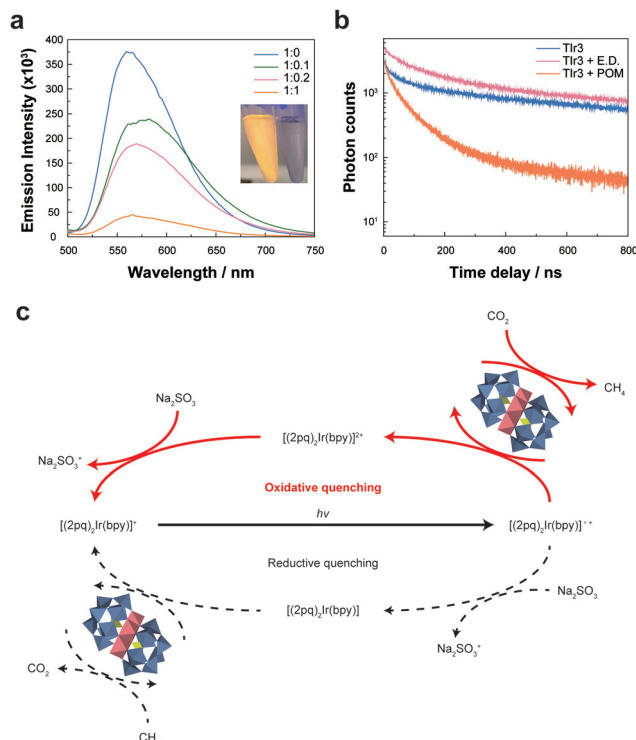 a
Emission Intensity (x10³)
400
350
300
250
200
150
100
50
0
500
550
600
650
700
750
Wavelength / nm
1:0
1:0.1
1:0.2
1:1
b
Photon counts
10³
10²
10¹
0
200
400
600
800
Time delay / ns
TIr3
TIr3 + E.D.
TIr3 + POM
c
CO₂
CH₄
Na₂SO₃
Na₂SO₃⁺
[(2pq)₂Ir(bpy)]²⁺
Oxidative quenching
[(2pq)₂Ir(bpy)]⁺
hv
[(2pq)₂Ir(bpy)]⁺⁺
Reductive quenching
Na₂SO₃
[(2pq)₂Ir(bpy)]
Na₂SO₃⁺
CO₂
CH